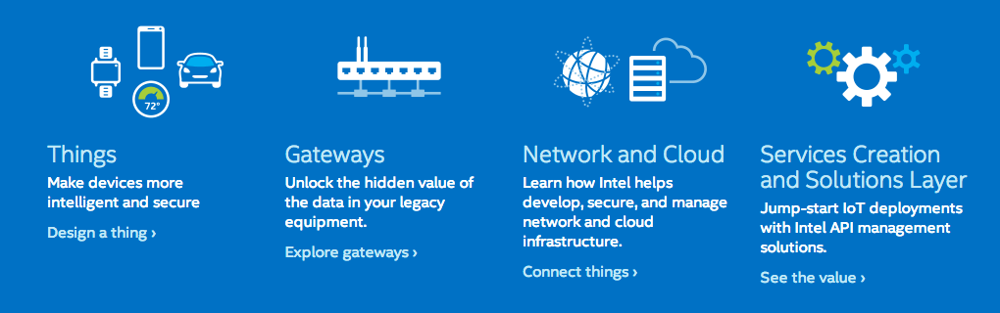 72°
Things
Make devices more
intelligent and secure
Design a thing ›
Gateways
Unlock the hidden value of
the data in your legacy
equipment.
Explore gateways ›
Network and Cloud
Learn how Intel helps
develop, secure, and manage
network and cloud
infrastructure.
Connect things ›
Services Creation
and Solutions Layer
Jump-start IoT deployments
with Intel API management
solutions.
See the value ›